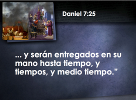 Daniel 7:25
... y serán entregados en su
mano hasta tiempo, y
tiempos, y medio tiempo."